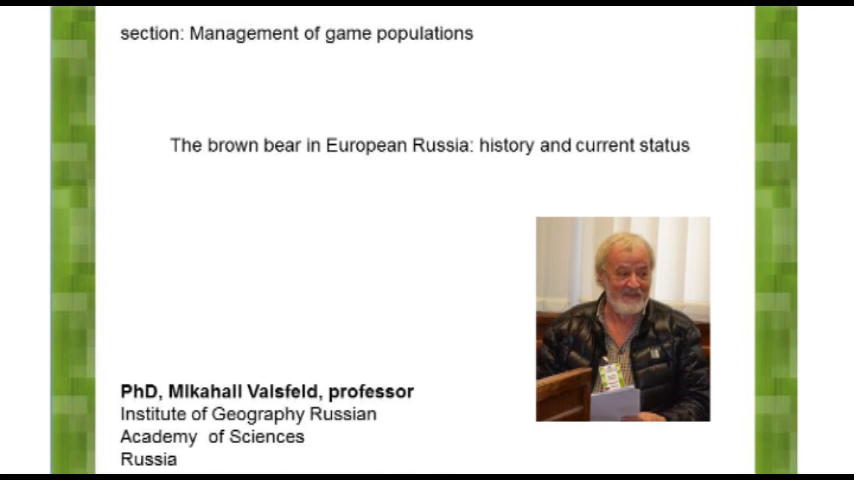 section: Management of game populations
The brown bear in European Russia: history and current status
PhD, Mikahail Vaisfeld, professor
Institute of Geography Russian
Academy of Sciences
Russia